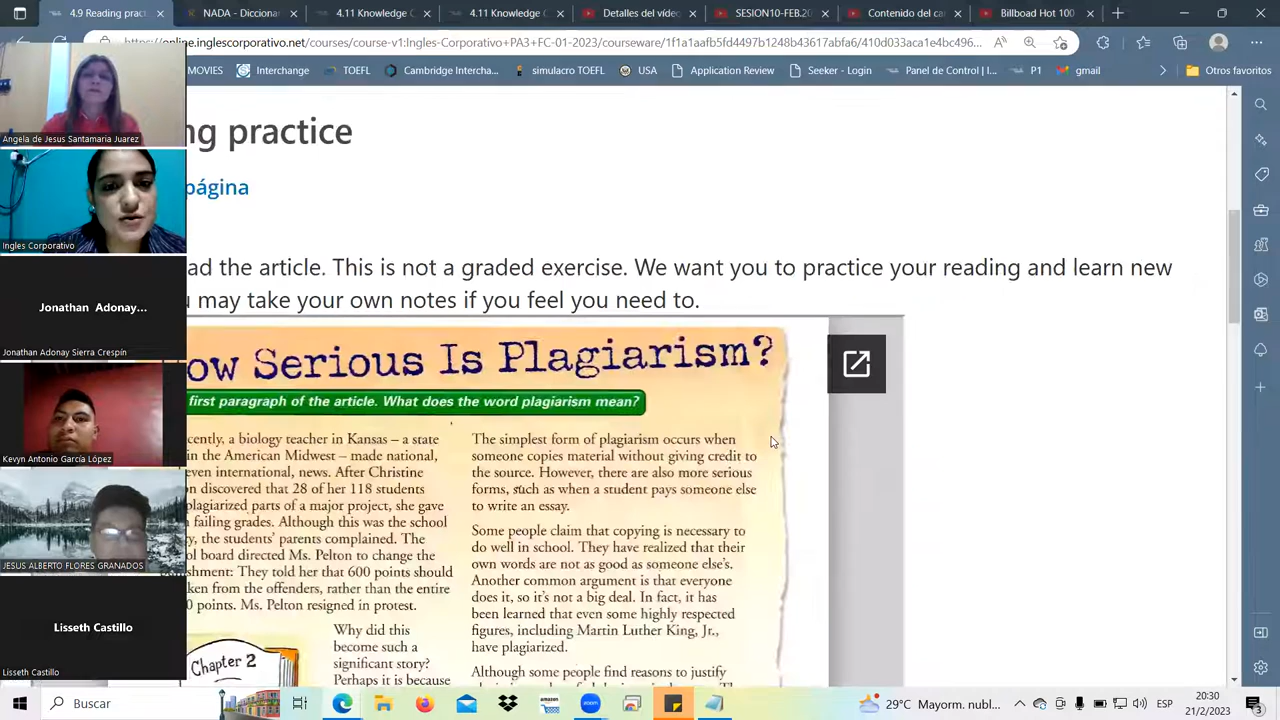 4.9 Reading prac
NADA - Diccionar
4.11 Knowledge C
4.11 Knowledge C
Detalles del vídeo
SESION10-FEB.20
Contenido del ca
Billboad Hot 100
https://online.inglescorporativo.net/courses/course-v1:Ingles-Corporativo+PA3+FC-01-2023/courseware/1f1a1aafb5fd4497b1248b43617abfa6/410d033aca1e4bc496...
MOVIES
Interchange
TOEFL
Cambridge Intercha...
simulacro TOEFL
USA
Application Review
Seeker - Login
Panel de Control | I...
P1
gmail
Otros favoritos
ng practice
página
ad the article. This is not a graded exercise. We want you to practice your reading and learn new
u may take your own notes if you feel you need to.
ow Serious Is Plagiarism?
first paragraph of the article. What does the word plagiarism mean?
cently, a biology teacher in Kansas – a state
in the American Midwest – made national,
even international, news. After Christine
on discovered that 28 of her 118 students
plagiarized parts of a major project, she gave
failing grades. Although this was the school
y, the students' parents complained. The
ol board directed Ms. Pelton to change the
nishment: They told her that 600 points should
ken from the offenders, rather than the entire
0 points. Ms. Pelton resigned in protest.
Why did this
become such a
significant story?
Perhaps it is because
Chapter 2
The simplest form of plagiarism occurs when
someone copies material without giving credit to
the source. However, there are also more serious
forms, such as when a student pays someone else
to write an essay.
Some people claim that copying is necessary to
do well in school. They have realized that their
own words are not as good as someone else's.
Another common argument is that everyone
does it, so it's not a big deal. In fact, it has
been learned that even some highly respected
figures, including Martin Luther King, Jr.,
have plagiarized.
Although some people find reasons to justify
Angela de Jesus Santamaria Juarez
Ingles Corporativo
Jonathan Adonay...
Jonathan Adonay Sierra Crespín
Kevyn Antonio García López
JESUS ALBERTO FLORES GRANADOS
Lisseth Castillo
Lisseth Castillo
Buscar
amazon
zoom
29°C Mayorm. nubl...
ESP
20:30
21/2/2023
3